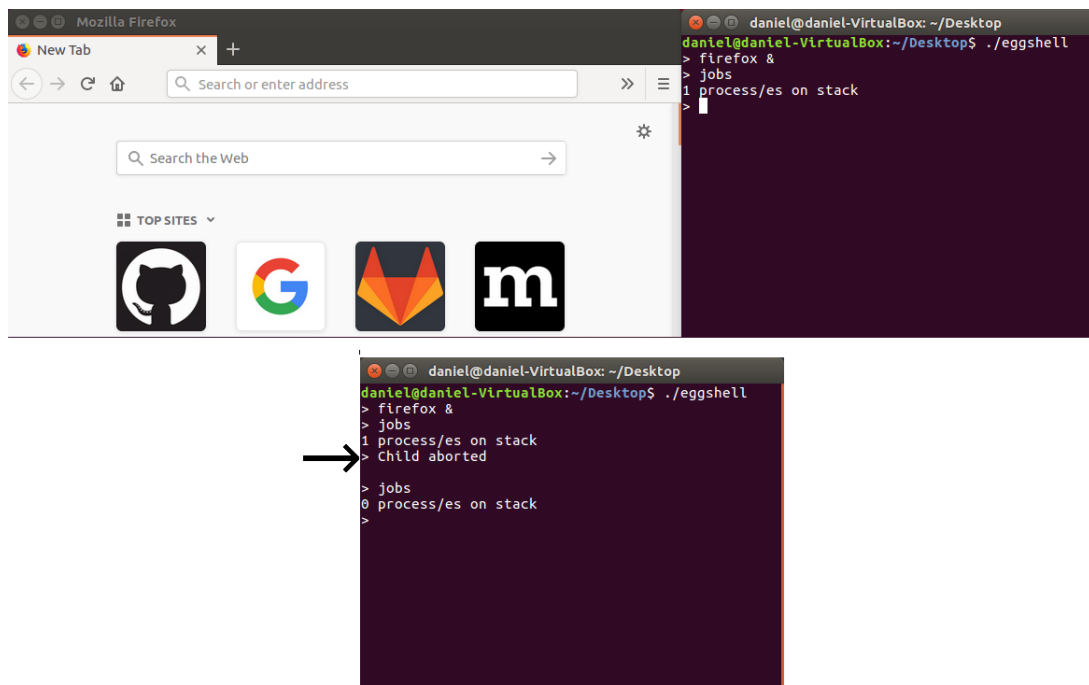 Mozilla Firefox
New Tab
Search or enter address
Search the Web
TOP SITES
m
daniel@daniel-VirtualBox: ~/Desktop
daniel@daniel-VirtualBox:~/Desktop$ ./eggshell
> firefox &
> jobs
1 process/es on stack
>
daniel@daniel-VirtualBox: ~/Desktop
daniel@daniel-VirtualBox:~/Desktop$ ./eggshell
> firefox &
> jobs
1 process/es on stack
> Child aborted
> jobs
0 process/es on stack
>